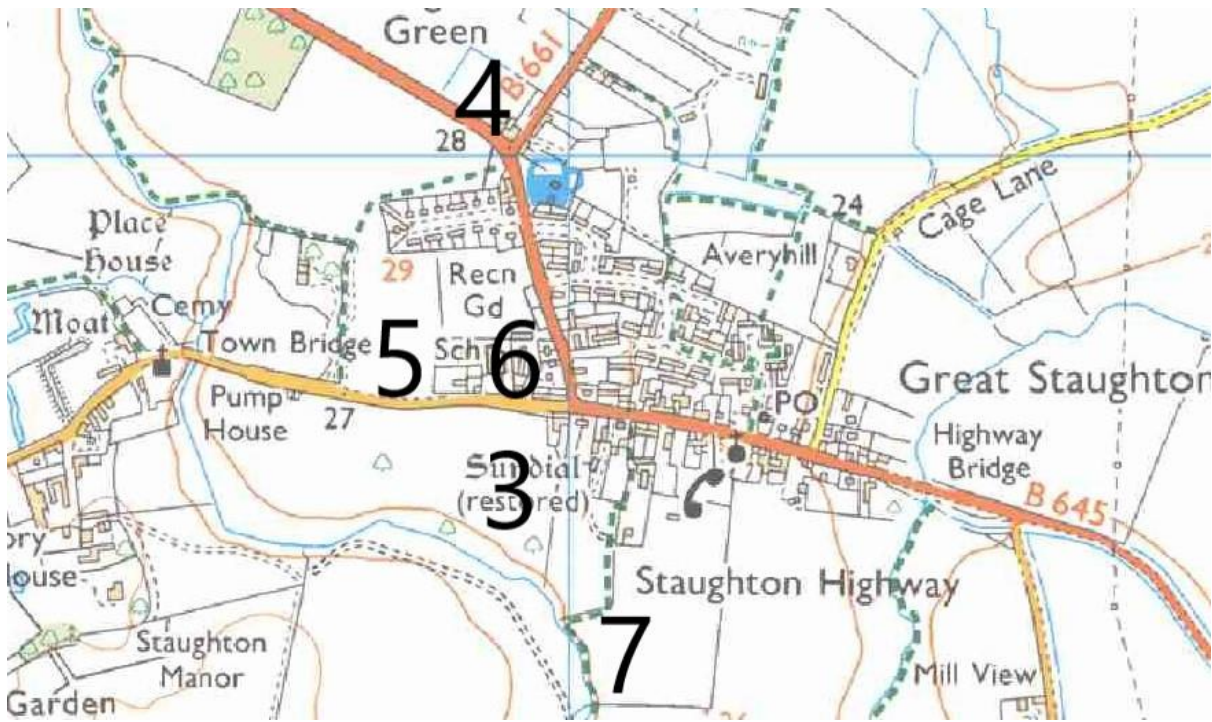 Green
B 661
4
28
Place
House
24
Cage Lane
Averyhill
29
Recn
Gd
Moat
Cemy
Town Bridge
5
Sch
6
Great Staughton
Pump
House
27
PO
Highway
Bridge
Sundial
(restored)
3
B 645
ory
House
Staughton Highway
7
Staughton
Manor
Mill View
Garden